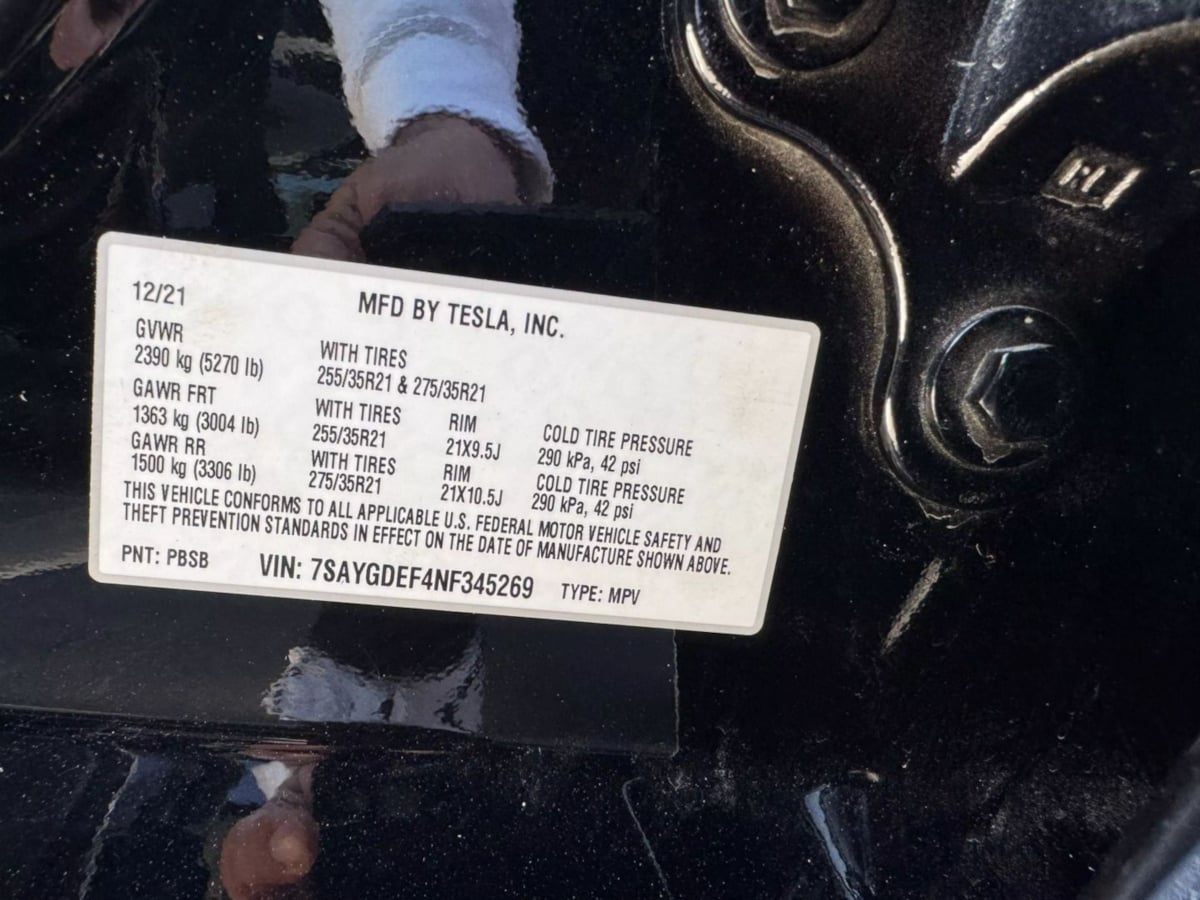 12/21
MFD BY TESLA, INC.
GVWR
2390 kg (5270 lb)
WITH TIRES
255/35R21 & 275/35R21
GAWR FRT
1363 kg (3004 lb)
WITH TIRES
255/35R21
RIM
21X9.5J
COLD TIRE PRESSURE
290 kPa, 42 psi
GAWR RR
1500 kg (3306 lb)
WITH TIRES
275/35R21
RIM
21X10.5J
COLD TIRE PRESSURE
290 kPa, 42 psi
THIS VEHICLE CONFORMS TO ALL APPLICABLE U.S. FEDERAL MOTOR VEHICLE SAFETY AND
THEFT PREVENTION STANDARDS IN EFFECT ON THE DATE OF MANUFACTURE SHOWN ABOVE.
PNT: PBSB
VIN: 7SAYGDEF4NF345269
TYPE: MPV